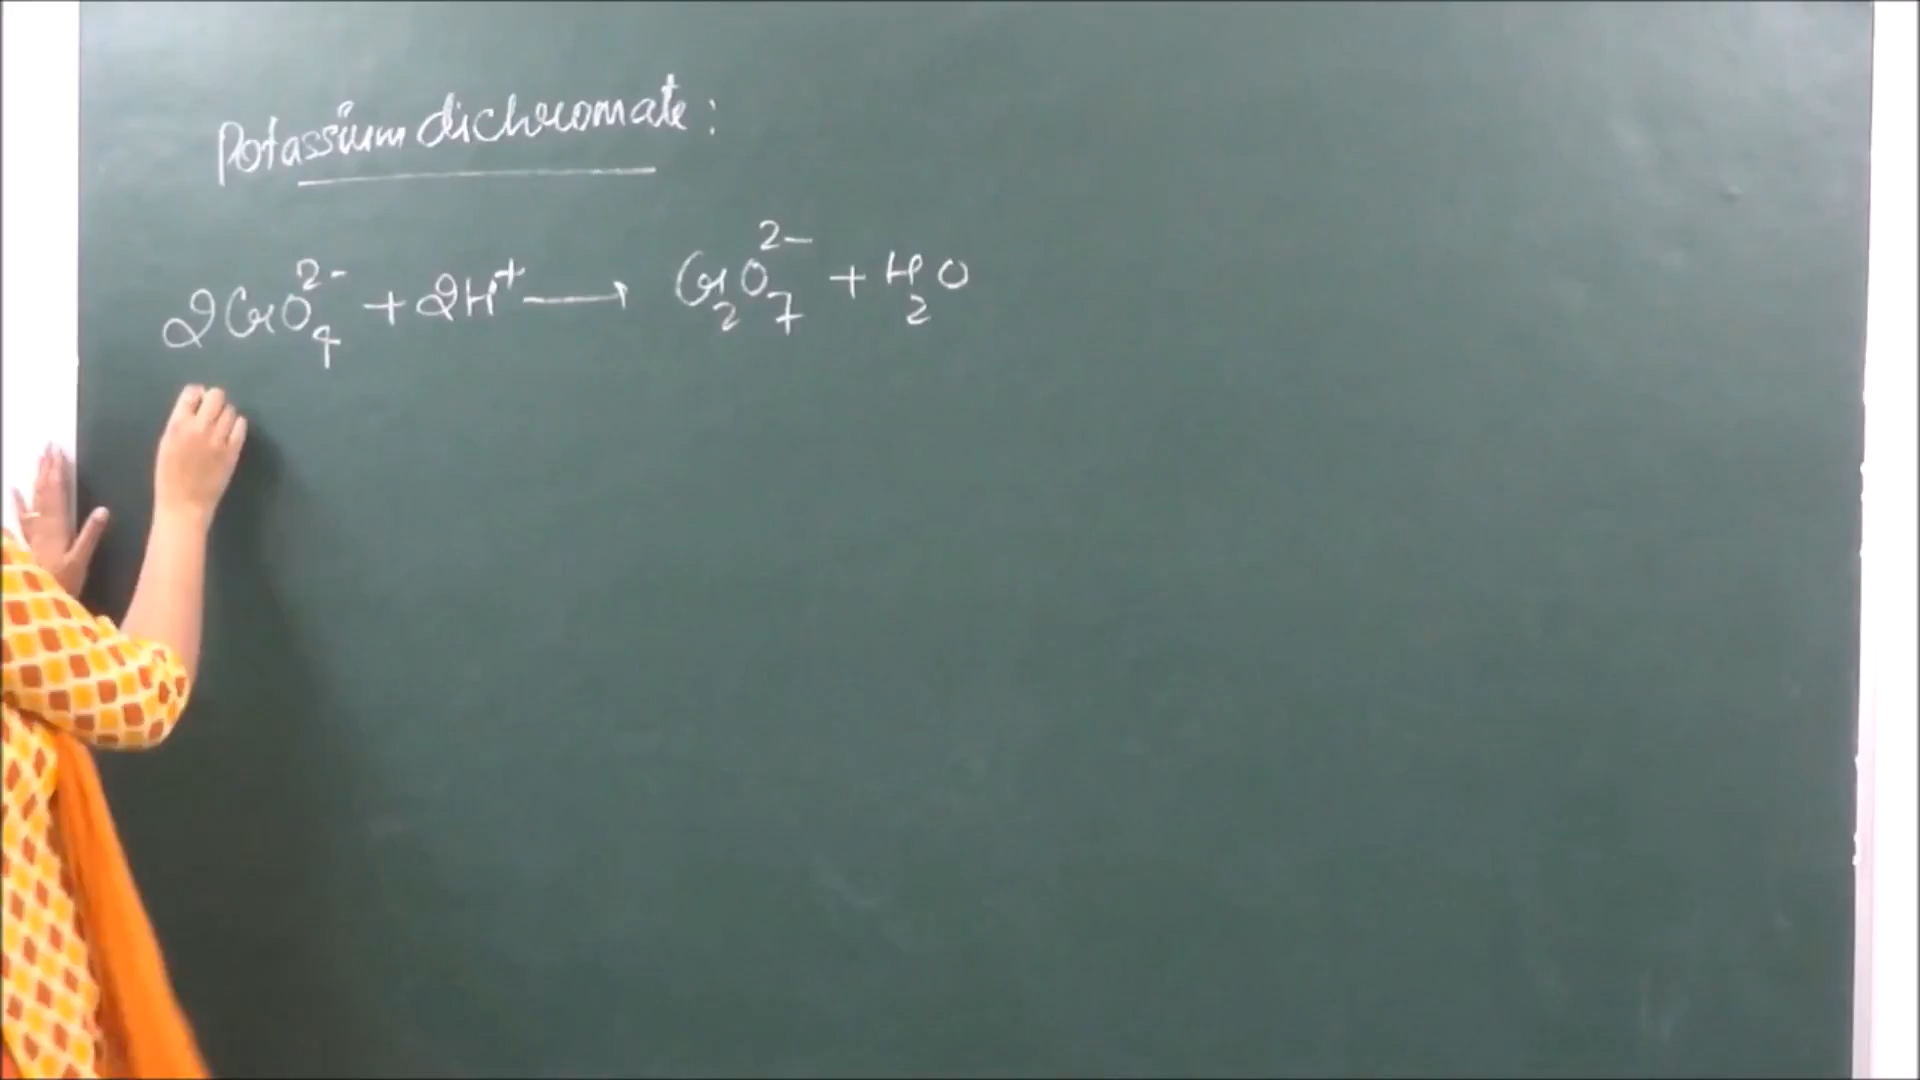 Potassium dichromate :
2CrO₄²⁻ + 2H⁺ ⟶ Cr₂O₇²⁻ + H₂O